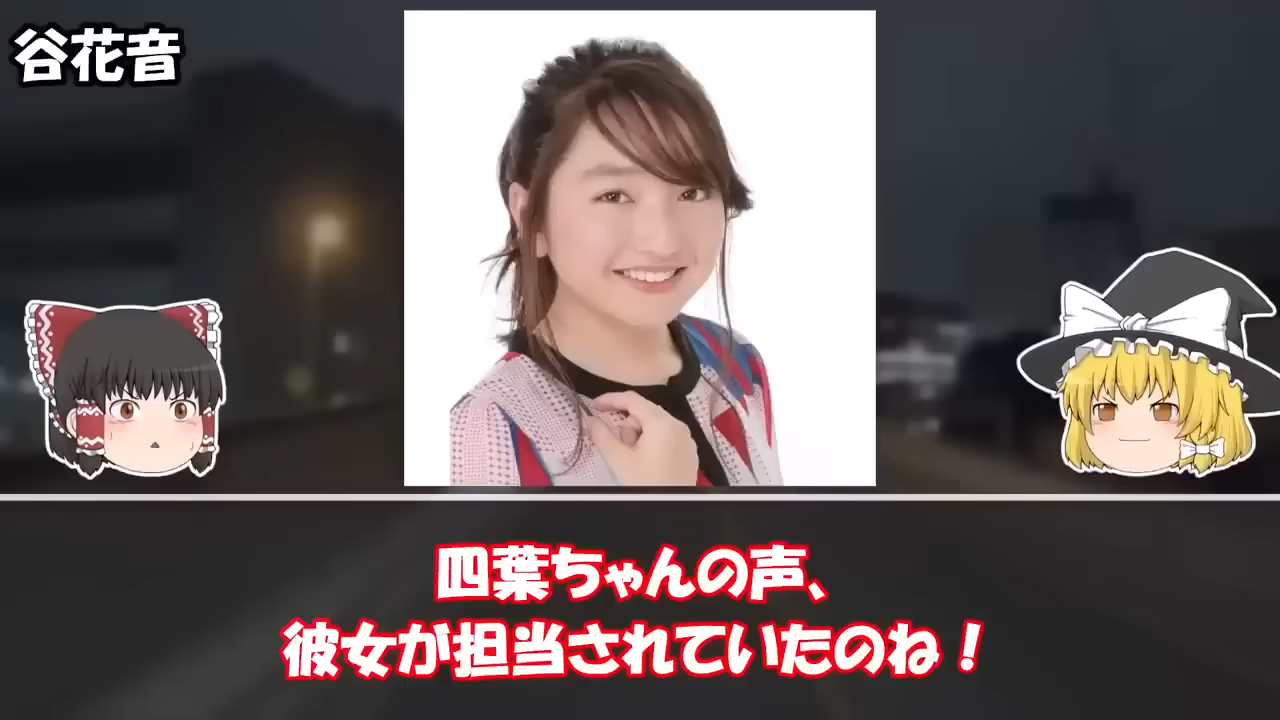 谷花音
四葉ちゃんの声、
彼女が担当されていたのね！